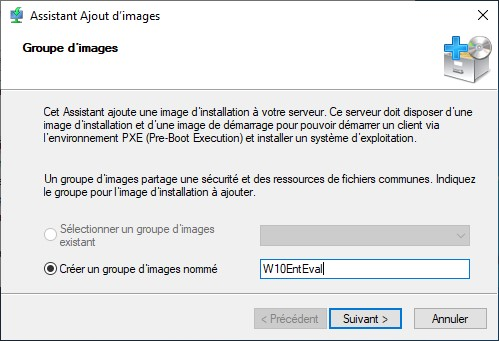 Assistant Ajout d'images
Groupe d'images
Cet Assistant ajoute une image d'installation à votre serveur. Ce serveur doit disposer d'une
image d'installation et d'une image de démarrage pour pouvoir démarrer un client via
l'environnement PXE (Pre-Boot Execution) et installer un système d'exploitation.
Un groupe d'images partage une sécurité et des ressources de fichiers communes. Indiquez
le groupe pour l'image d'installation à ajouter.
Sélectionner un groupe d'images
existant
Créer un groupe d'images nommé
W10EntEval
< Précédent
Suivant >
Annuler